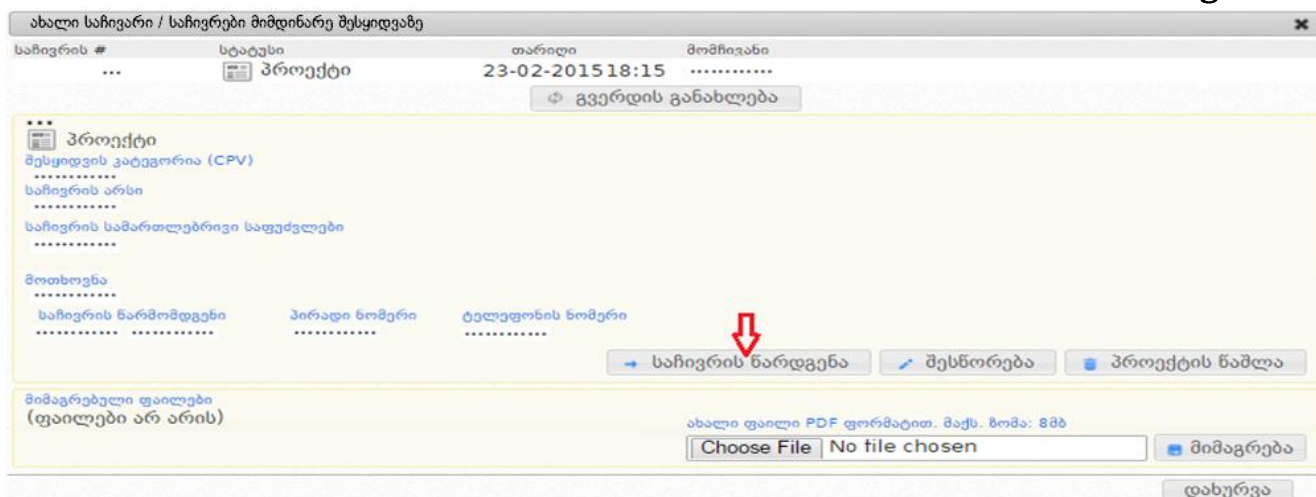 g
ახალი საჩივარი / საჩივრები მიმდინარე შესყიდვაზე
საჩივრის # სტატუსი თარიღი მომჩივანი
... პროექტი 23-02-2015 18:15 ............
გვერდის განახლება
...
პროექტი
შესყიდვის კატეგორია (CPV)
............
საჩივრის არსი
............
საჩივრის სამართლებრივი საფუძვლები
............
მოთხოვნა
............
საჩივრის წარმომდგენი პირადი ნომერი ტელეფონის ნომერი
............ ............ ............ ............
საჩივრის წარდგენა შესწორება პროექტის წაშლა
მიმაგრებული ფაილები
(ფაილები არ არის)
ახალი ფაილი PDF ფორმატით. მაქს. ზომა: 8მბ
Choose File No file chosen მიმაგრება
დახურვა